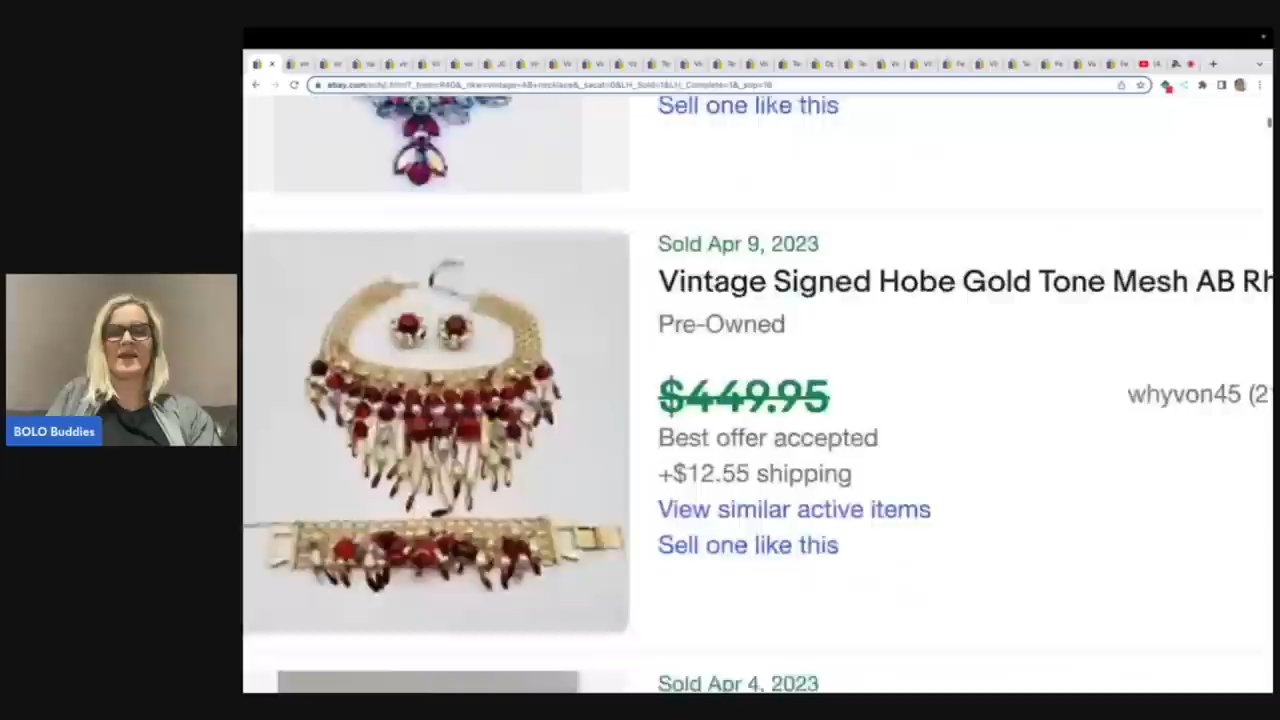 Sell one like this
Sold Apr 9, 2023
Vintage Signed Hobe Gold Tone Mesh AB
Pre-Owned
$449.95
whyvon45
Best offer accepted
+$12.55 shipping
View similar active items
Sell one like this
BOLO Buddies
Sold Apr 4, 2023